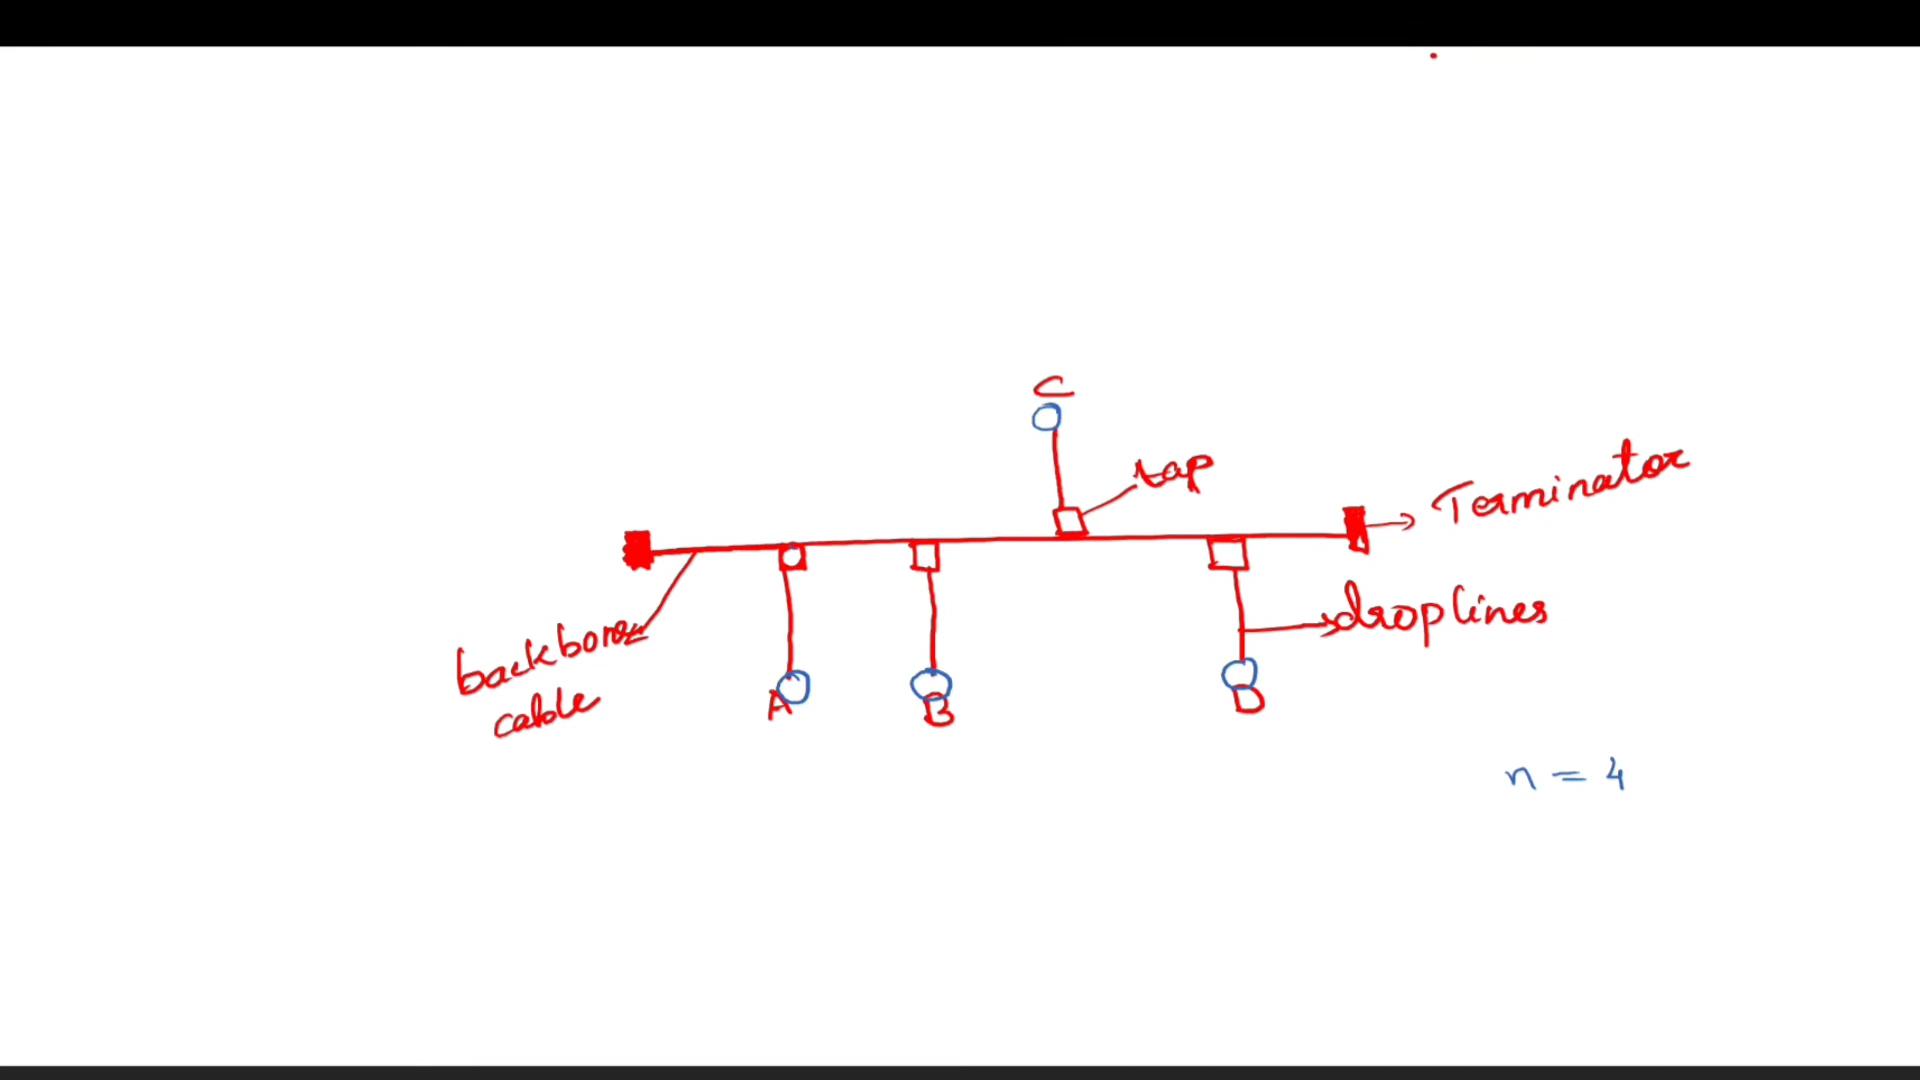 C
tap
Terminator
backbone
cable
droplines
A
B
D
n = 4